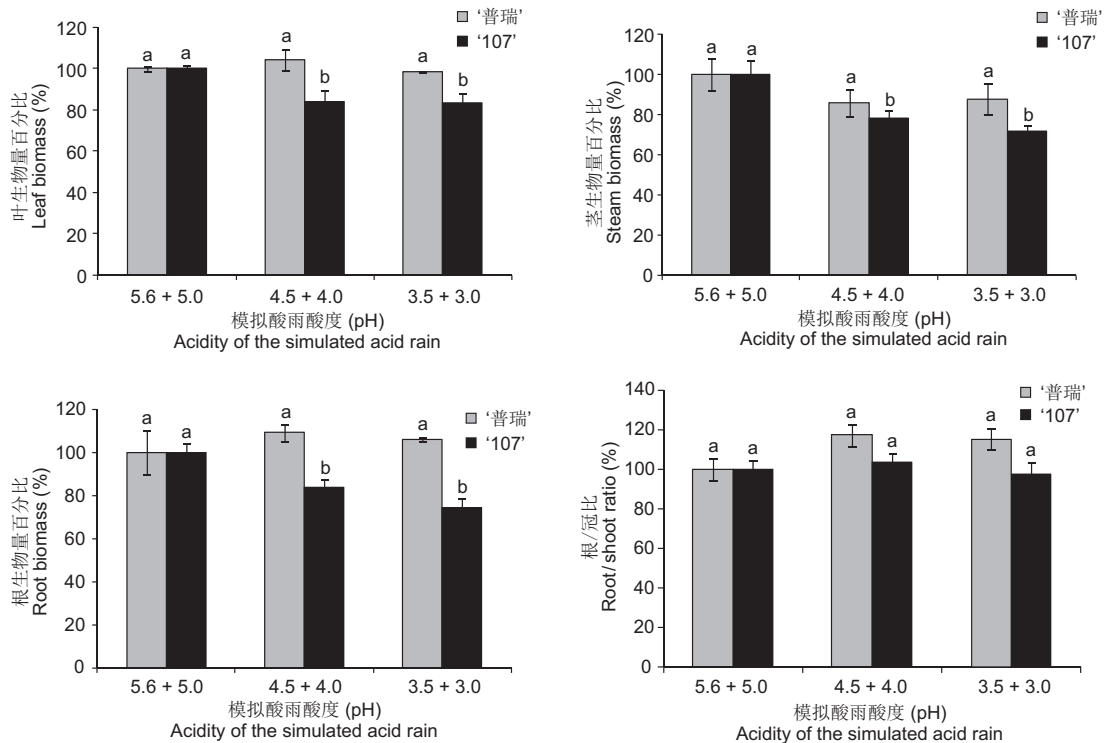 '普瑞'
'107'
120
100
80
60
40
20
0
a a a b a b
叶生物量百分比
Leaf biomass (%)
5.6 + 5.0 4.5 + 4.0 3.5 + 3.0
模拟酸雨酸度 (pH)
Acidity of the simulated acid rain
'普瑞'
'107'
120
100
80
60
40
20
0
a a a b a b
茎生物量百分比
Steam biomass (%)
5.6 + 5.0 4.5 + 4.0 3.5 + 3.0
模拟酸雨酸度 (pH)
Acidity of the simulated acid rain
'普瑞'
'107'
120
100
80
60
40
20
0
a a a b a b
根生物量百分比
Root biomass (%)
5.6 + 5.0 4.5 + 4.0 3.5 + 3.0
模拟酸雨酸度 (pH)
Acidity of the simulated acid rain
'普瑞'
'107'
140
120
100
80
60
40
20
0
a a a a a a
根/冠比
Root/shoot ratio (%)
5.6 + 5.0 4.5 + 4.0 3.5 + 3.0
模拟酸雨酸度 (pH)
Acidity of the simulated acid rain